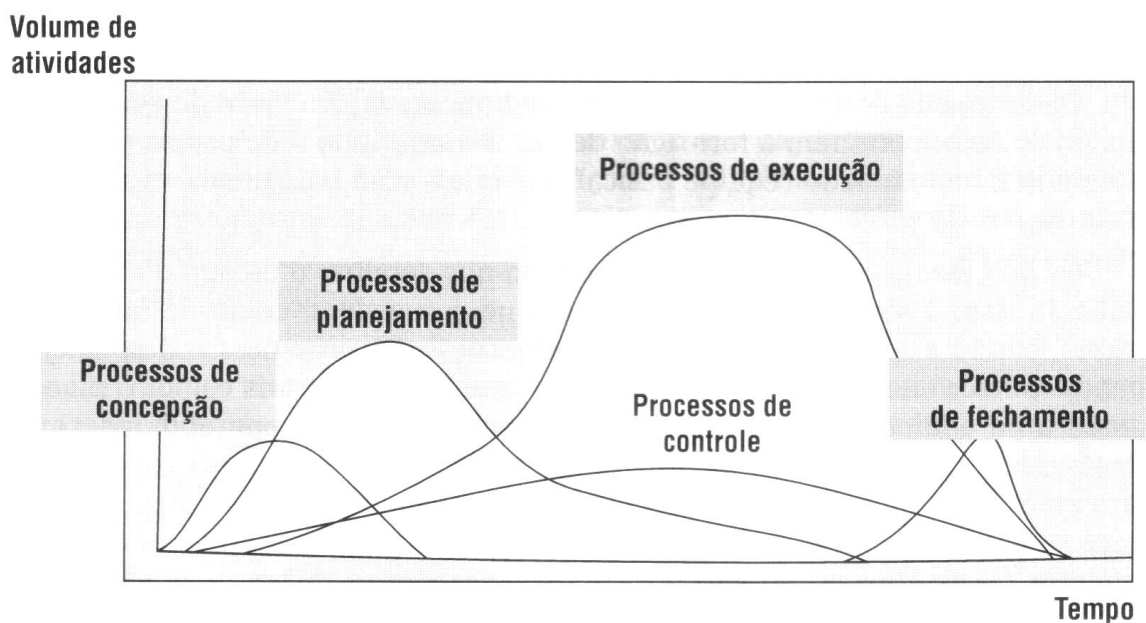 Volume de
atividades
Processos de execução
Processos de
planejamento
Processos de
concepção
Processos de
controle
Processos
de fechamento
Tempo